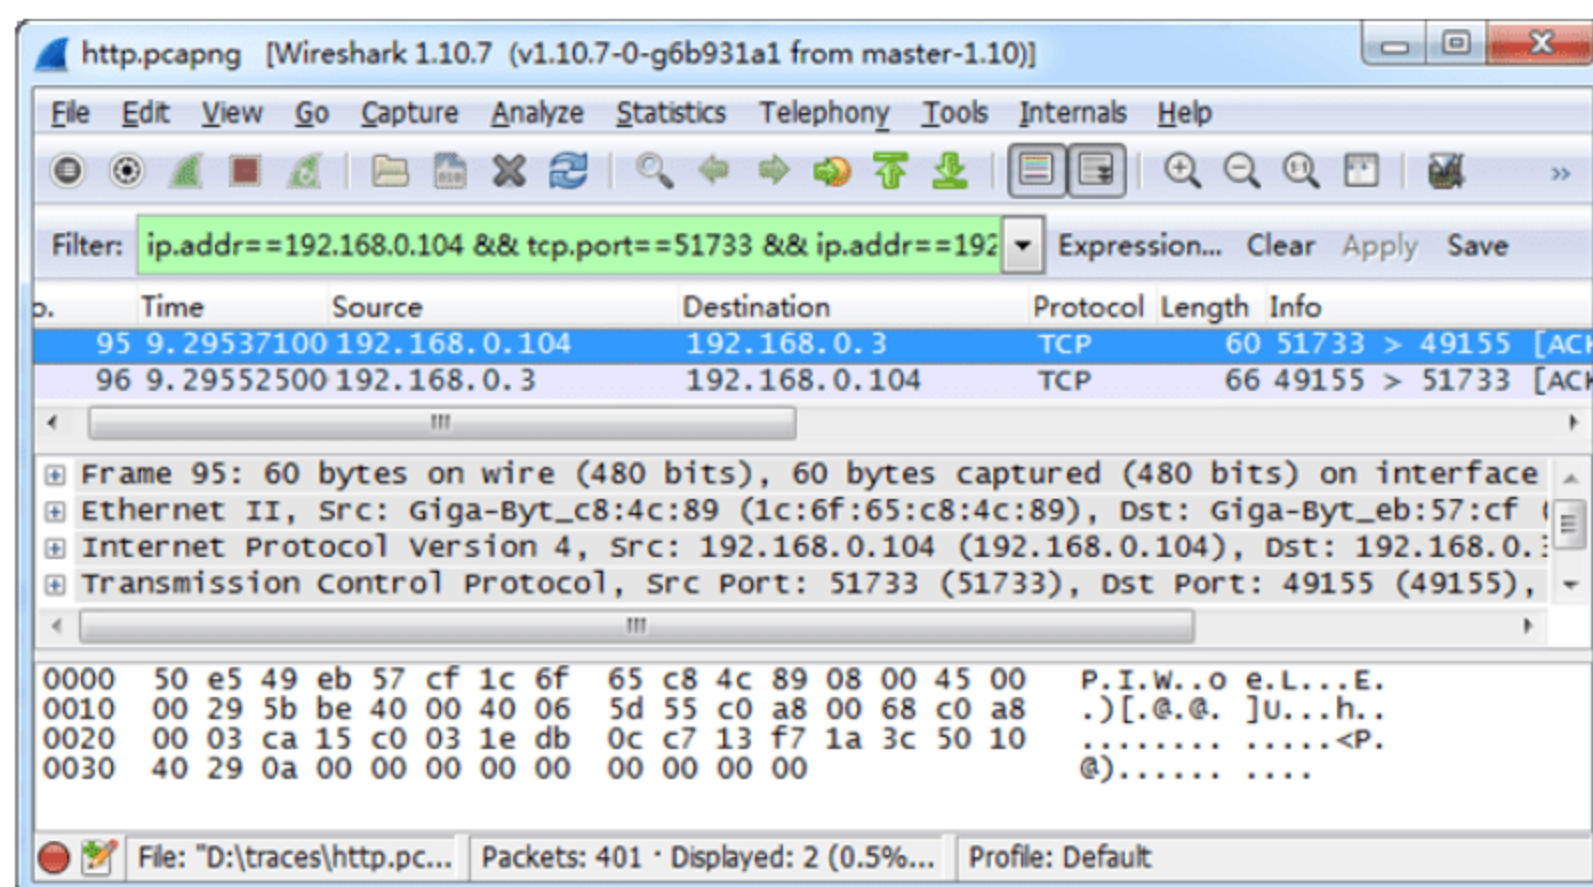 http.pcapng [Wireshark 1.10.7 (v1.10.7-0-g6b931a1 from master-1.10)]
File Edit View Go Capture Analyze Statistics Telephony Tools Internals Help
Filter: ip.addr==192.168.0.104 && tcp.port==51733 && ip.addr==192 Expression... Clear Apply Save
o. Time Source Destination Protocol Length Info
95 9.29537100 192.168.0.104 192.168.0.3 TCP 60 51733 > 49155 [ACK
96 9.29552500 192.168.0.3 192.168.0.104 TCP 66 49155 > 51733 [ACK
Frame 95: 60 bytes on wire (480 bits), 60 bytes captured (480 bits) on interface
Ethernet II, Src: Giga-Byt_c8:4c:89 (1c:6f:65:c8:4c:89), Dst: Giga-Byt_eb:57:cf (
Internet Protocol Version 4, Src: 192.168.0.104 (192.168.0.104), Dst: 192.168.0.3
Transmission Control Protocol, Src Port: 51733 (51733), Dst Port: 49155 (49155),
0000 50 e5 49 eb 57 cf 1c 6f 65 c8 4c 89 08 00 45 00 P.I.W..o e.L...E.
0010 00 29 5b be 40 00 40 06 5d 55 c0 a8 00 68 c0 a8 .)[.@.@. ]U...h..
0020 00 03 ca 15 c0 03 1e db 0c c7 13 f7 1a 3c 50 10 ........ .....<P.
0030 40 29 0a 00 00 00 00 00 00 00 00 00 @)...... ....
File: "D:\traces\http.pc... Packets: 401 · Displayed: 2 (0.5%... Profile: Default